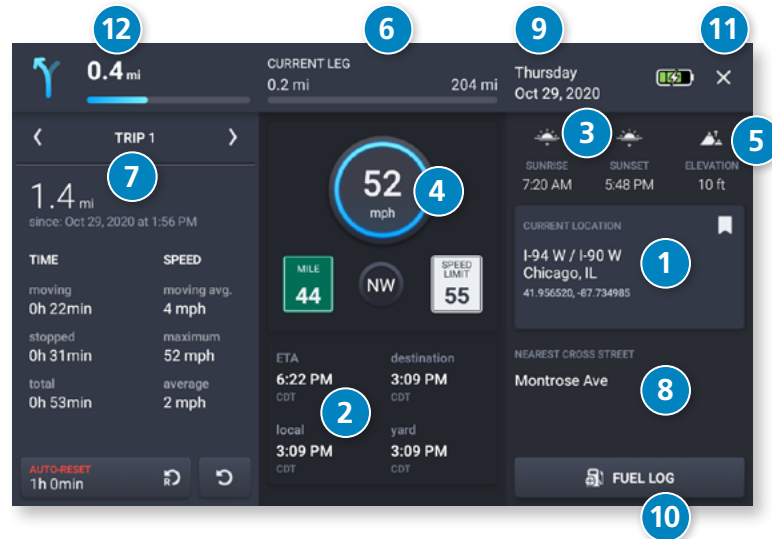 12
6
9
11
0.4 mi
CURRENT LEG
0.2 mi
204 mi
Thursday
Oct 29, 2020
TRIP 1
7
1.4 mi
since: Oct 29, 2020 at 1:56 PM
TIME
SPEED
moving
moving avg.
0h 22min
4 mph
stopped
maximum
0h 31min
52 mph
total
average
0h 53min
2 mph
AUTO-RESET
1h 0min
R
52
mph
4
MILE
44
NW
SPEED
LIMIT
55
ETA
destination
6:22 PM
3:09 PM
CDT
CDT
2
local
yard
3:09 PM
3:09 PM
CDT
CDT
3
5
SUNRISE
SUNSET
ELEVATION
7:20 AM
5:48 PM
10 ft
CURRENT LOCATION
I-94 W / I-90 W
Chicago, IL
41.956520, -87.734985
1
NEAREST CROSS STREET
Montrose Ave
8
FUEL LOG
10